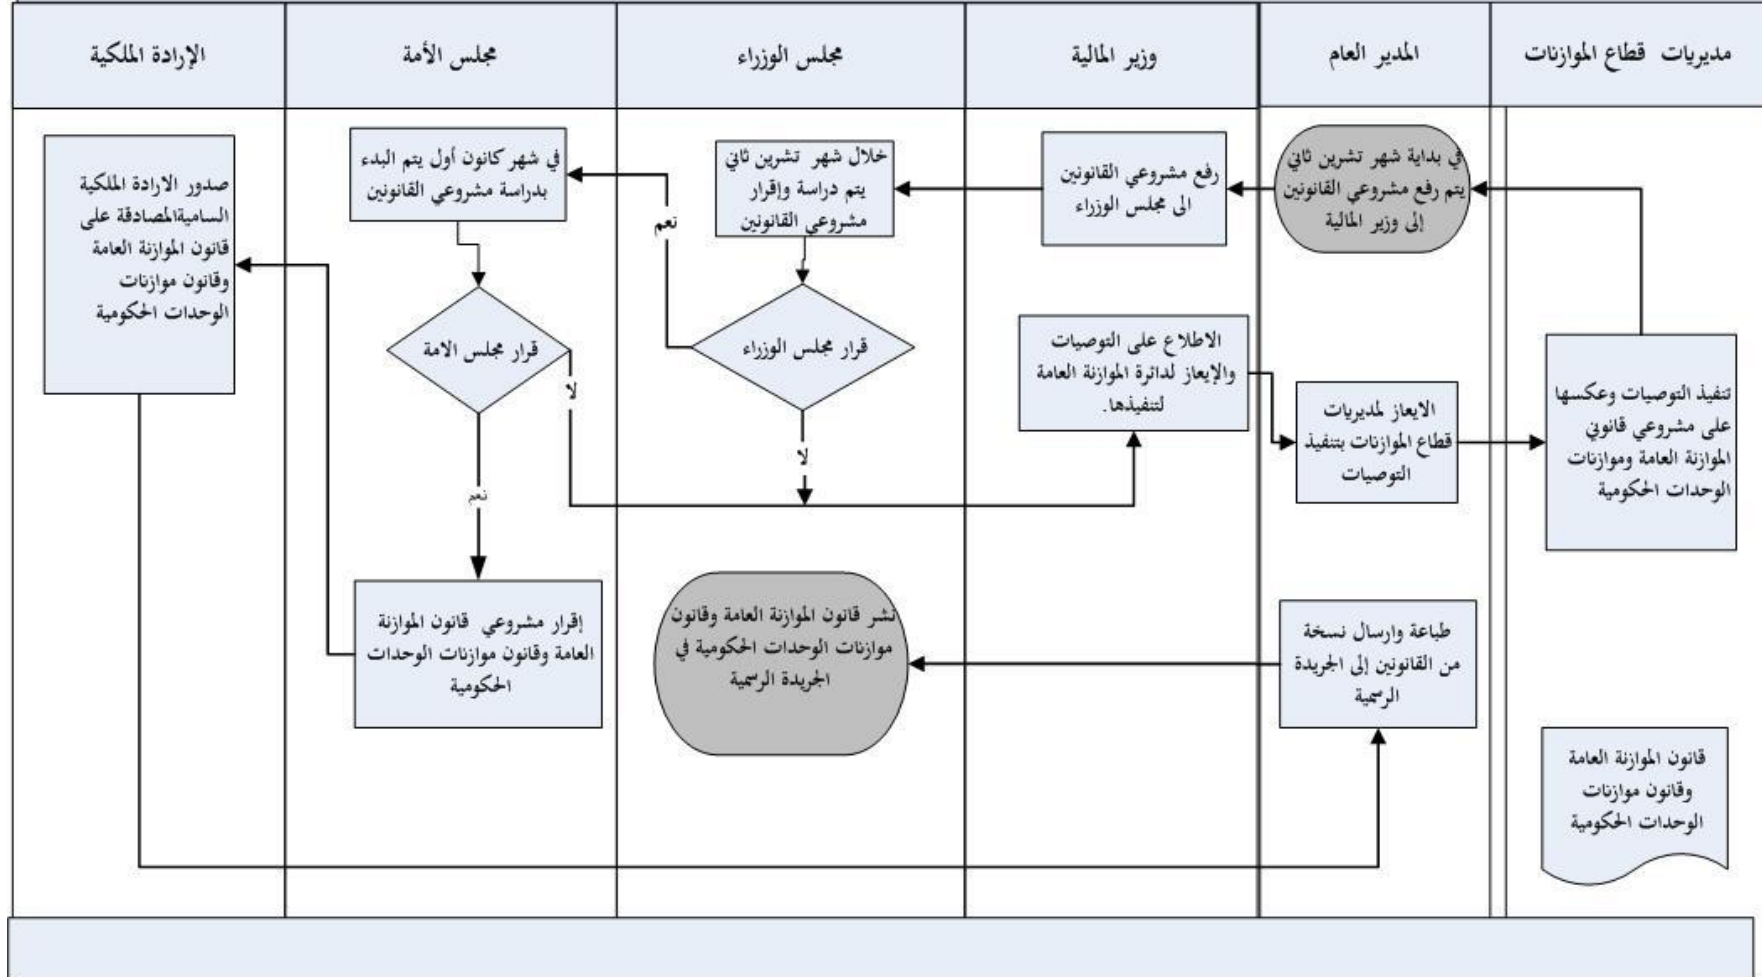 مديريات قطاع الموازنات
المدير العام
وزير المالية
مجلس الوزراء
مجلس الأمة
الإرادة الملكية
في بداية شهر تشرين ثاني
يتم رفع مشروعي القانونين
إلى وزير المالية
رفع مشروعي القانونين
الى مجلس الوزراء
خلال شهر تشرين ثاني
يتم دراسة وإقرار
مشروعي القانونين
نعم
في شهر كانون أول يتم البدء
بدراسة مشروعي القانونين
صدور الارادة الملكية
الساميةالمصادقة على
قانون الموازنة العامة
وقانون موازنات
الوحدات الحكومية
قرار مجلس الوزراء
قرار مجلس الامة
لا
لا
نعم
الاطلاع على التوصيات
والإيعاز لدائرة الموازنة العامة
لتنفيذها.
الايعاز لمديريات
قطاع الموازنات بتنفيذ
التوصيات
تنفيذ التوصيات وعكسها
على مشروعي قانوني
الموازنة العامة وموازنات
الوحدات الحكومية
إقرار مشروعي قانون الموازنة
العامة وقانون موازنات الوحدات
الحكومية
طباعة وارسال نسخة
من القانونين إلى الجريدة
الرسمية
نشر قانون الموازنة العامة وقانون
موازنات الوحدات الحكومية في
الجريدة الرسمية
قانون الموازنة العامة
وقانون موازنات
الوحدات الحكومية